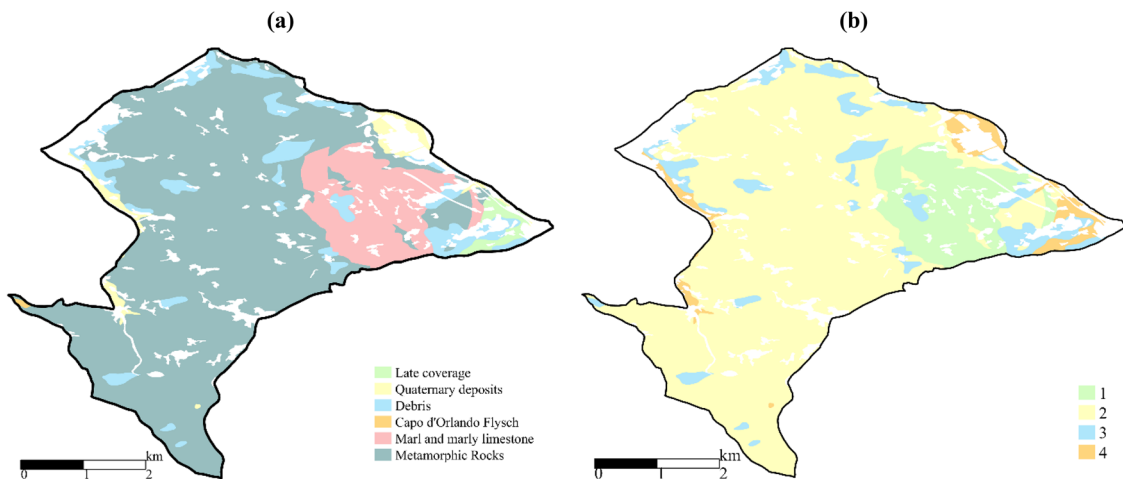 (a)
(b)
Late coverage
Quaternary deposits
Debris
Capo d'Orlando Flysch
Marl and marly limestone
Metamorphic Rocks
km
0 1 2
1
2
3
4
km
0 1 2